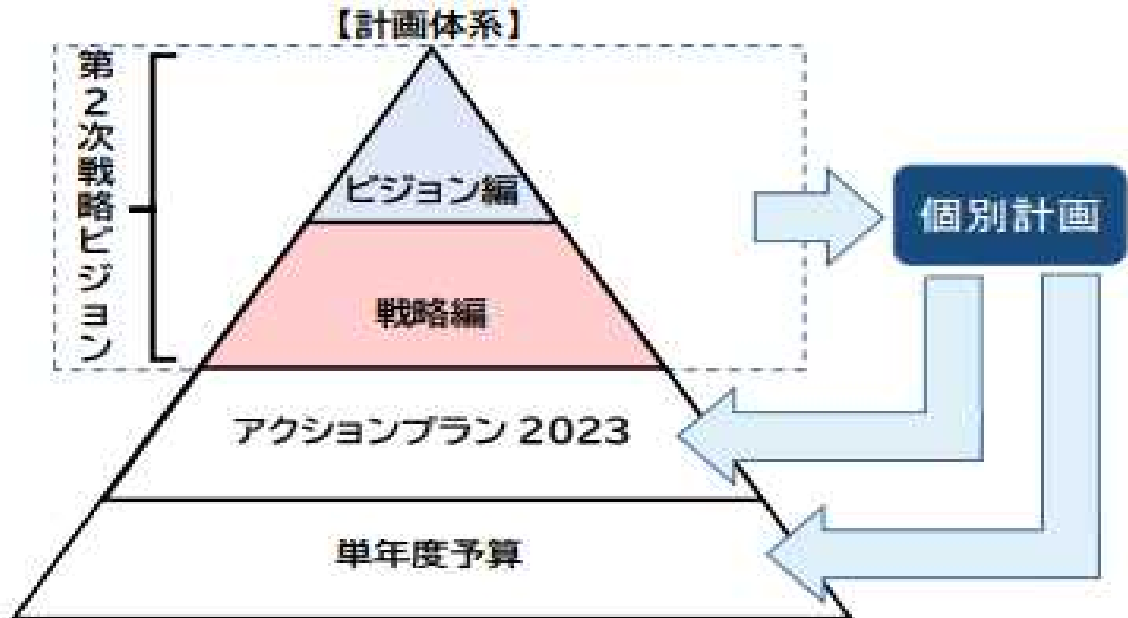 【計画体系】
第2次戦略ビジョン
ビジョン編
個別計画
戦略編
アクションプラン 2023
単年度予算